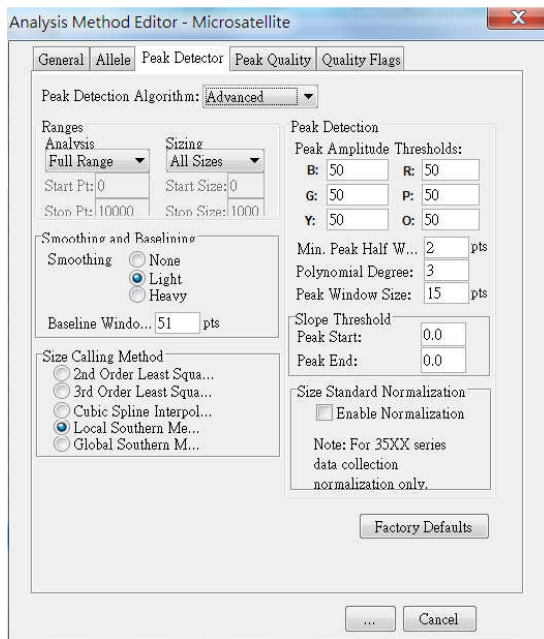 Analysis Method Editor - Microsatellite
X
General Allele Peak Detector Peak Quality Quality Flags
Peak Detection Algorithm: Advanced
Ranges
Analysis
Full Range
Start Pt: 0
Stop Pt: 10000
Sizing
All Sizes
Start Size: 0
Stop Size: 1000
Smoothing and Baselining
Smoothing
None
Light
Heavy
Baseline Windo... 51 pts
Size Calling Method
2nd Order Least Squa...
3rd Order Least Squa...
Cubic Spline Interpol...
Local Southern Me...
Global Southern M...
Peak Detection
Peak Amplitude Thresholds:
B: 50 R: 50
G: 50 P: 50
Y: 50 O: 50
Min. Peak Half W... 2 pts
Polynomial Degree: 3
Peak Window Size: 15 pts
Slope Threshold
Peak Start: 0.0
Peak End: 0.0
Size Standard Normalization
Enable Normalization
Note: For 35XX series
data collection
normalization only.
Factory Defaults
... Cancel